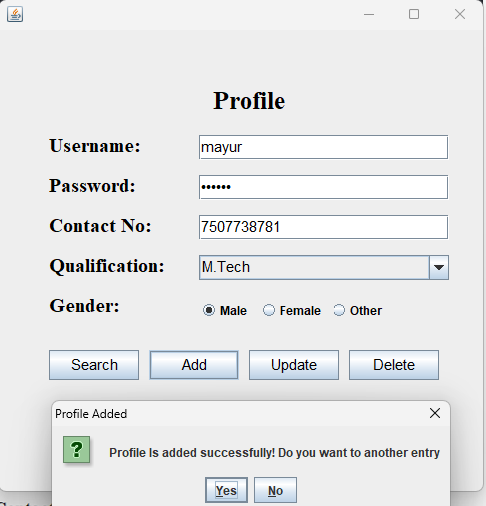 Profile
Username: mayur
Password: ••••••
Contact No: 7507738781
Qualification: M.Tech
Gender: Male Female Other
Search Add Update Delete
Profile Added
?
Profile Is added successfully! Do you want to another entry
Yes No